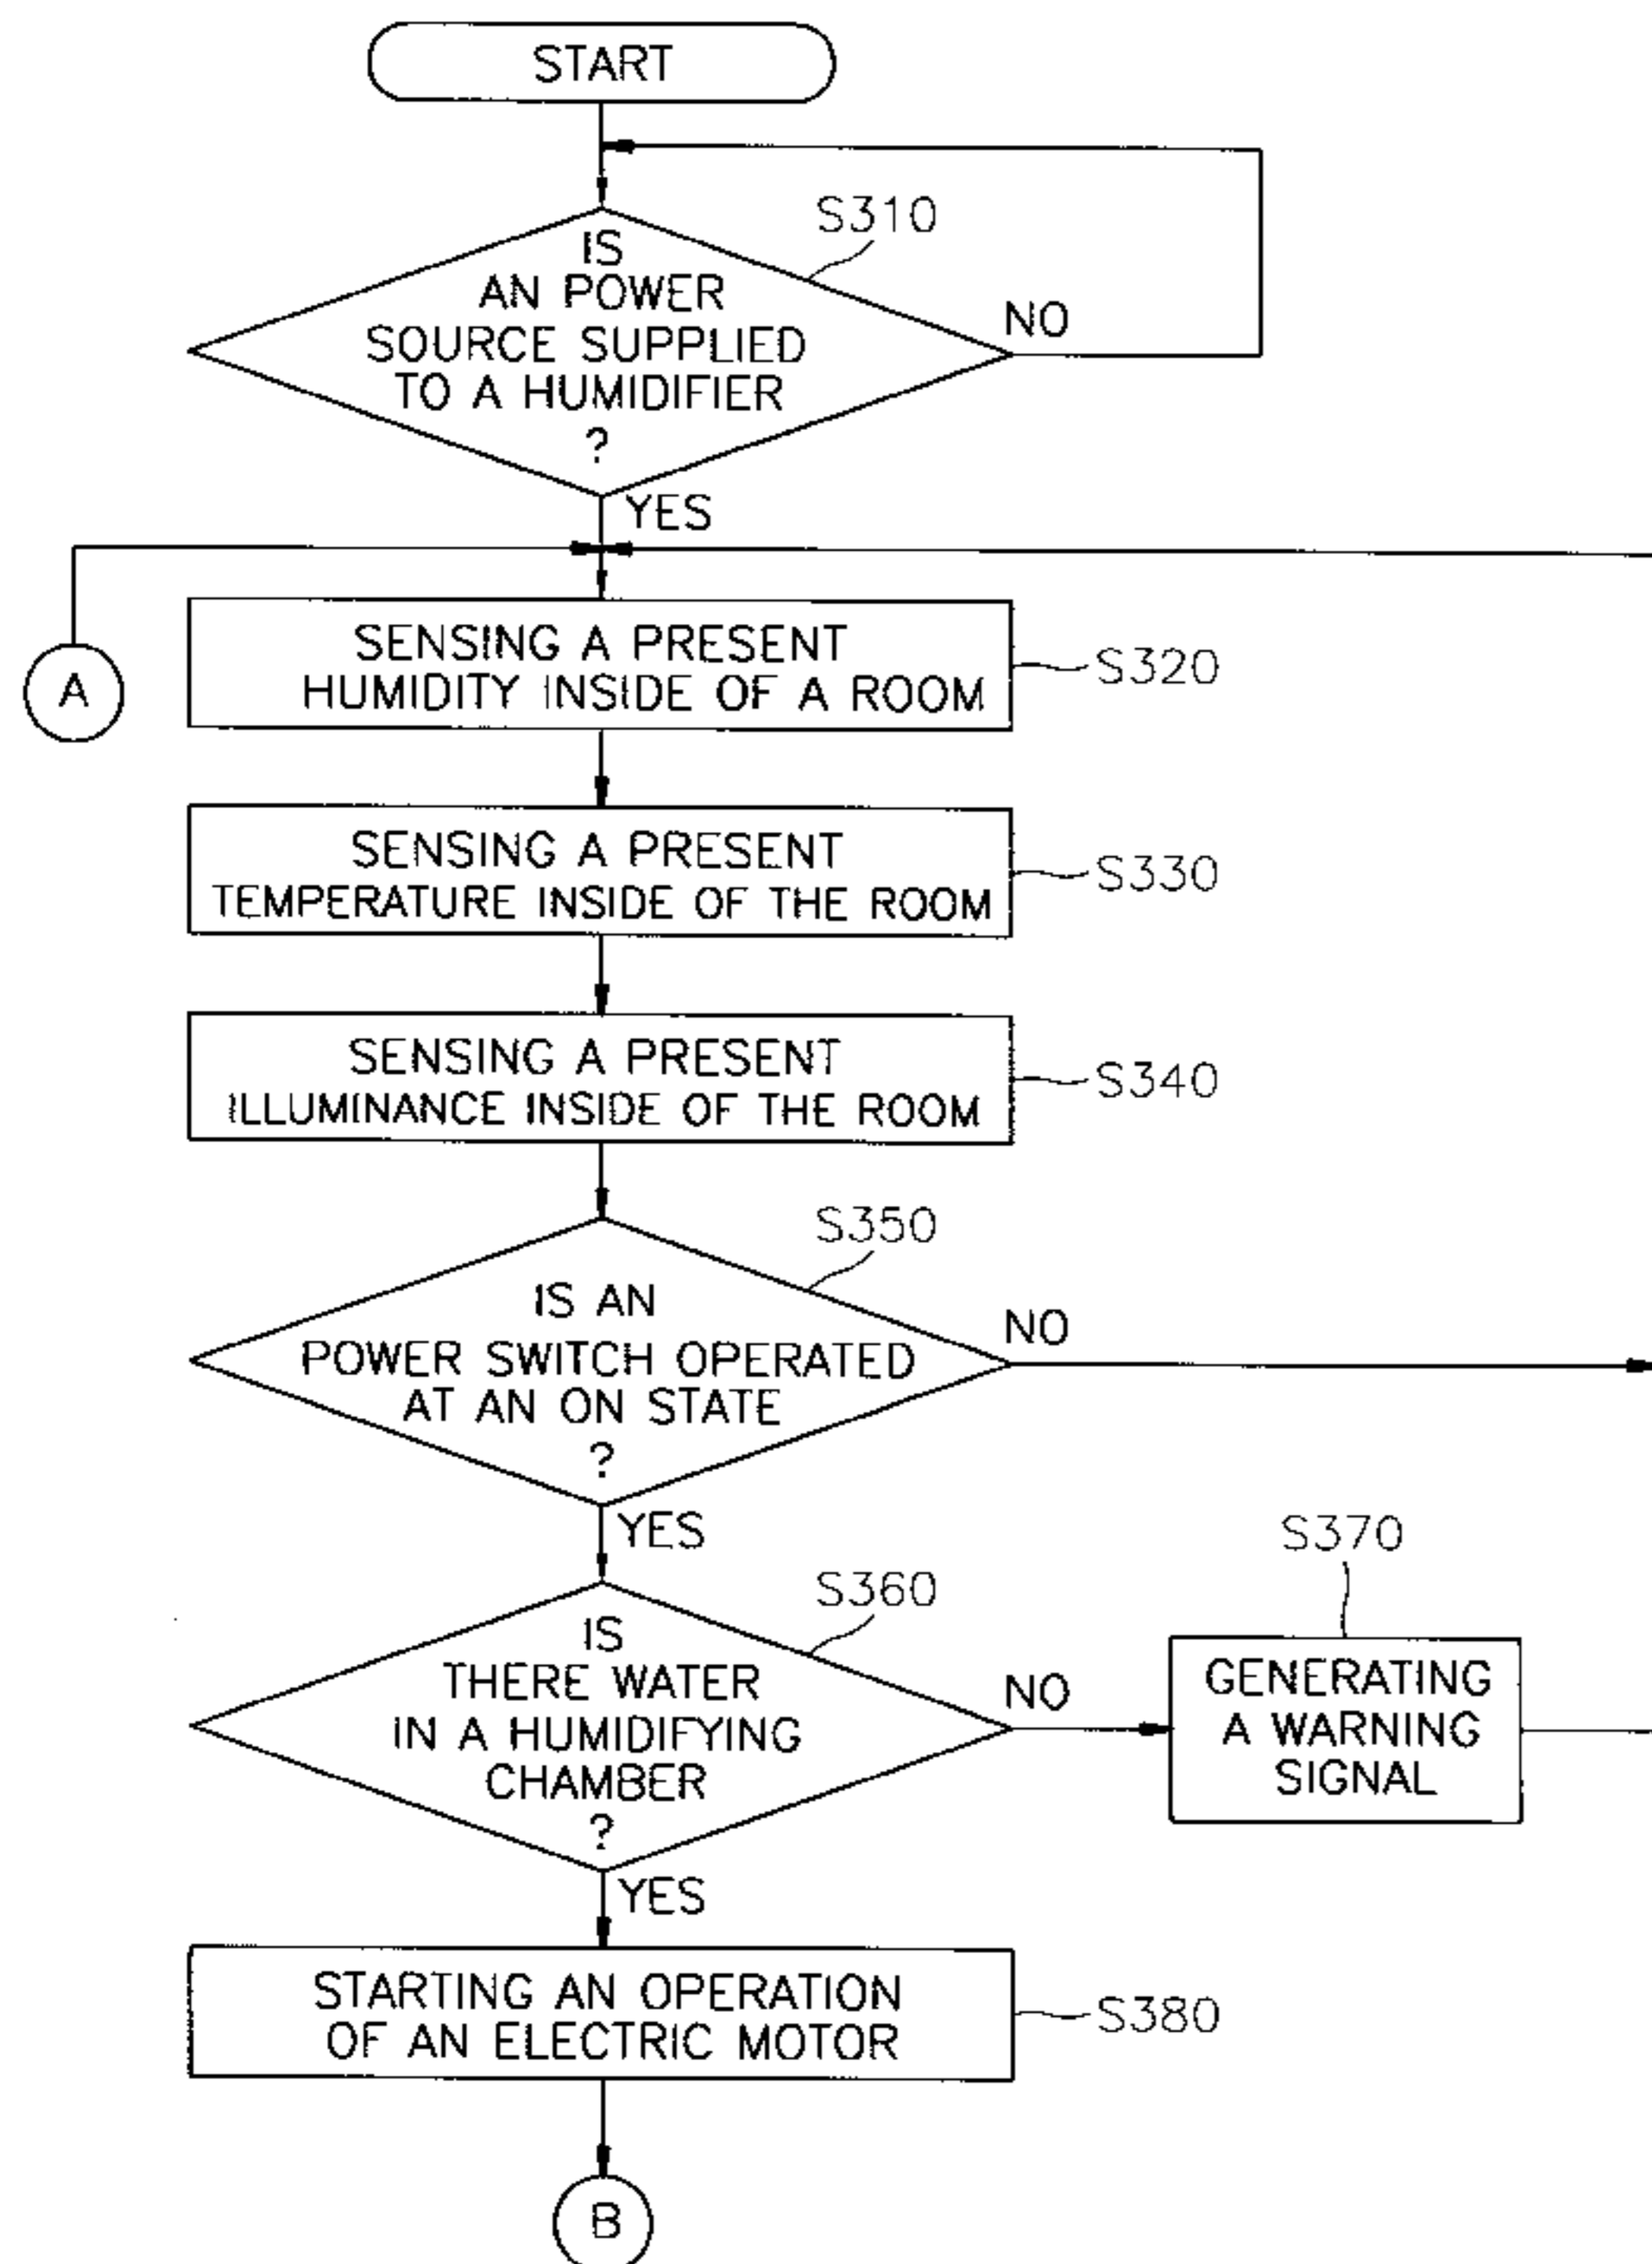 START
S310
IS
AN POWER
SOURCE SUPPLIED
TO A HUMIDIFIER
?
NO
YES
A
SENSING A PRESENT
HUMIDITY INSIDE OF A ROOM
S320
SENSING A PRESENT
TEMPERATURE INSIDE OF THE ROOM
S330
SENSING A PRESENT
ILLUMINANCE INSIDE OF THE ROOM
S340
S350
IS AN
POWER SWITCH OPERATED
AT AN ON STATE
?
NO
YES
S360
IS
THERE WATER
IN A HUMIDIFYING
CHAMBER
?
NO
S370
GENERATING
A WARNING
SIGNAL
YES
STARTING AN OPERATION
OF AN ELECTRIC MOTOR
S380
B